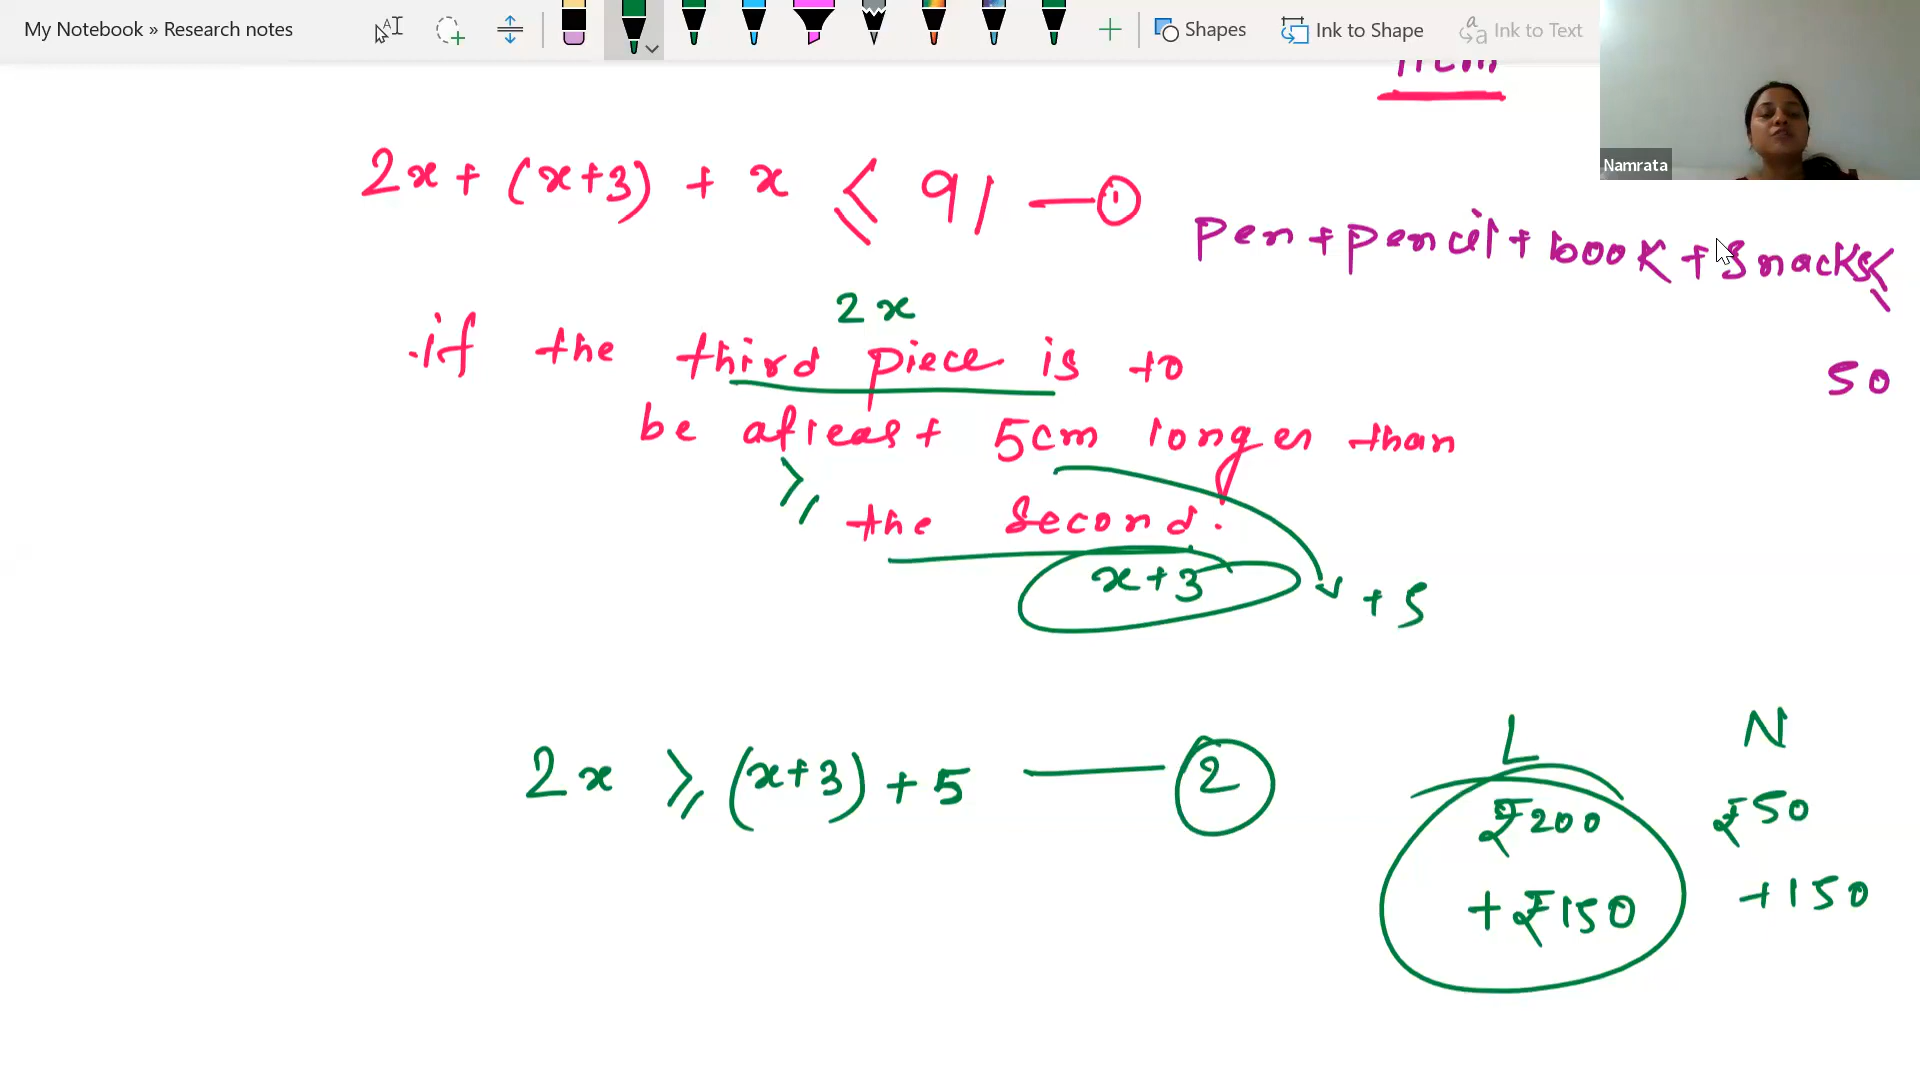 My Notebook » Research notes
Shapes
Ink to Shape
Ink to Text
Namrata
2x + (x+3) + x ≤ 91 — ①
Pen + pencil + book + Snacks ≤
50
2x
if the third piece is to
be atleast 5cm longer than
≥
the second.
x+3
+5
2x ≥ (x+3) + 5 — ②
L N
₹200 ₹50
+ ₹150 +150